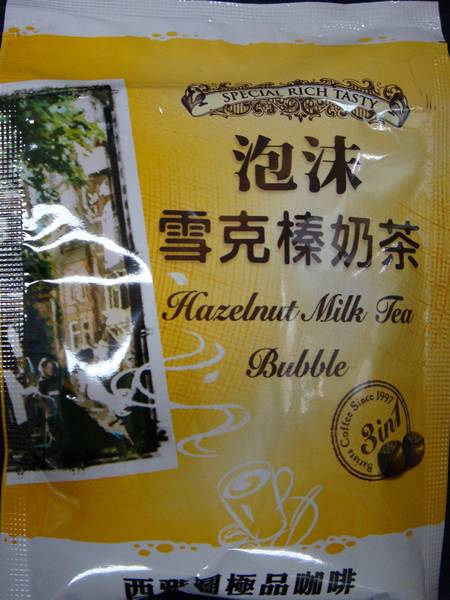 SPECIAL RICH TASTY
泡沫
雪克榛奶茶
Hazelnut Milk Tea
Bubble
Barista Coffee Since 1997
3in1
西雅圖極品咖啡